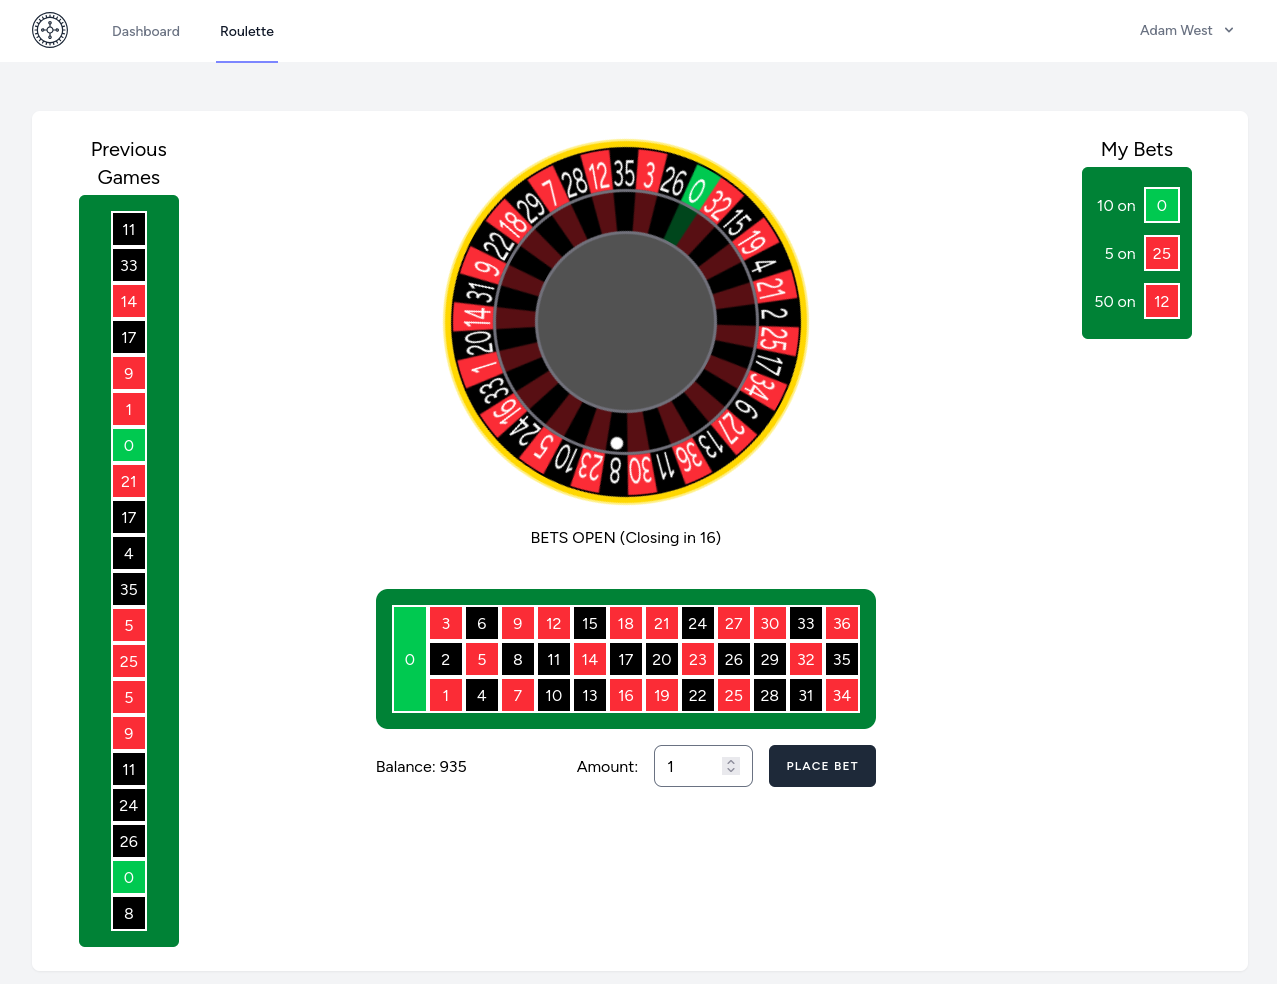 Dashboard Roulette Adam West
Previous
Games
11
33
14
17
9
1
0
21
17
4
35
5
25
5
9
11
24
26
0
8
0 32 15 19 4 21 2 25 17 34 6 27 13 36 11 30 8 23 10 5 24 16 33 1 20 14 31 9 22 18 29 7 28 12 35 3 26
BETS OPEN (Closing in 16)
3 6 9 12 15 18 21 24 27 30 33 36
0 2 5 8 11 14 17 20 23 26 29 32 35
1 4 7 10 13 16 19 22 25 28 31 34
Balance: 935 Amount: 1 PLACE BET
My Bets
10 on 0
5 on 25
50 on 12